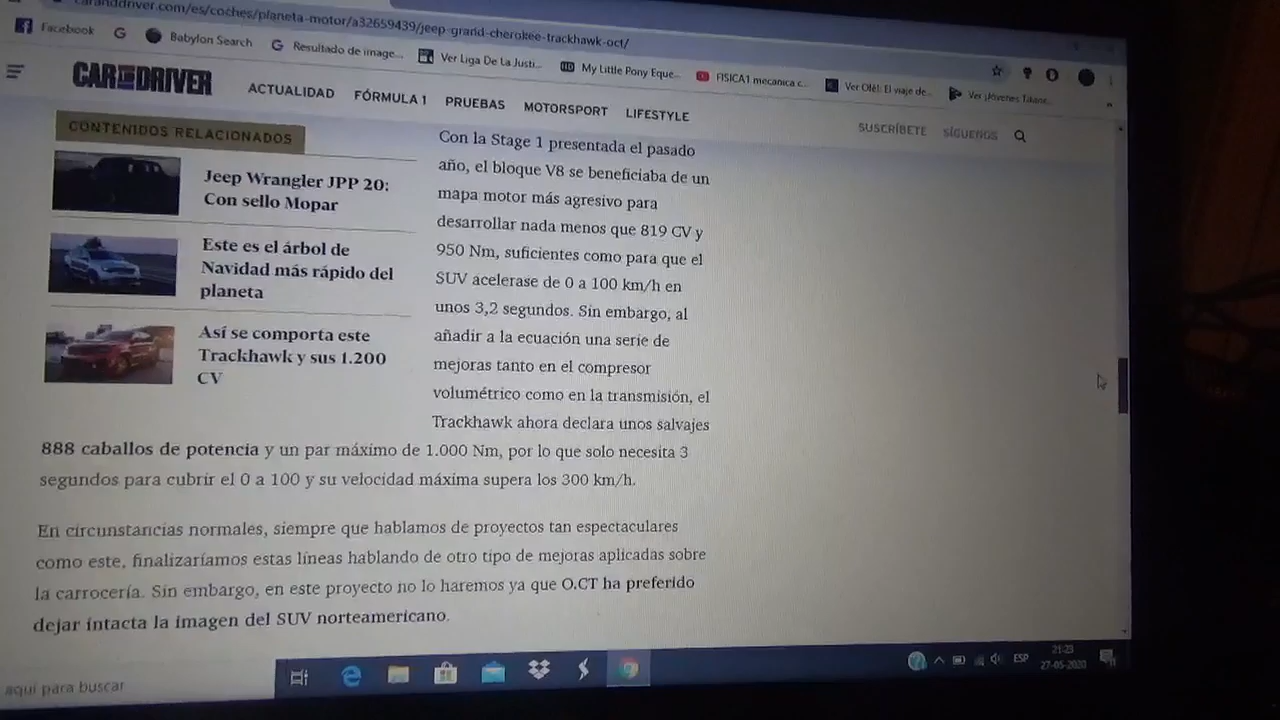 caranddriver.com/es/coches/planeta-motor/a32659439/jeep-grand-cherokee-trackhawk-oct/
Facebook
Babylon Search
Resultado de image...
Ver Liga De La Justi...
My Little Pony Eque...
FISICA1 mecanica c...
Ver Olé! El viaje de...
Ver ¡Jóvenes Titane...
CAR AND DRIVER
ACTUALIDAD
FÓRMULA 1
PRUEBAS
MOTORSPORT
LIFESTYLE
SUSCRÍBETE
SÍGUENOS
CONTENIDOS RELACIONADOS
Jeep Wrangler JPP 20:
Con sello Mopar
Este es el árbol de
Navidad más rápido del
planeta
Así se comporta este
Trackhawk y sus 1.200
CV
Con la Stage 1 presentada el pasado
año, el bloque V8 se beneficiaba de un
mapa motor más agresivo para
desarrollar nada menos que 819 CV y
950 Nm, suficientes como para que el
SUV acelerase de 0 a 100 km/h en
unos 3,2 segundos. Sin embargo, al
añadir a la ecuación una serie de
mejoras tanto en el compresor
volumétrico como en la transmisión, el
Trackhawk ahora declara unos salvajes
888 caballos de potencia y un par máximo de 1.000 Nm, por lo que solo necesita 3
segundos para cubrir el 0 a 100 y su velocidad máxima supera los 300 km/h.
En circunstancias normales, siempre que hablamos de proyectos tan espectaculares
como este, finalizaríamos estas líneas hablando de otro tipo de mejoras aplicadas sobre
la carrocería. Sin embargo, en este proyecto no lo haremos ya que O.CT ha preferido
dejar intacta la imagen del SUV norteamericano.
aquí para buscar
ESP
21:23
27-05-2020